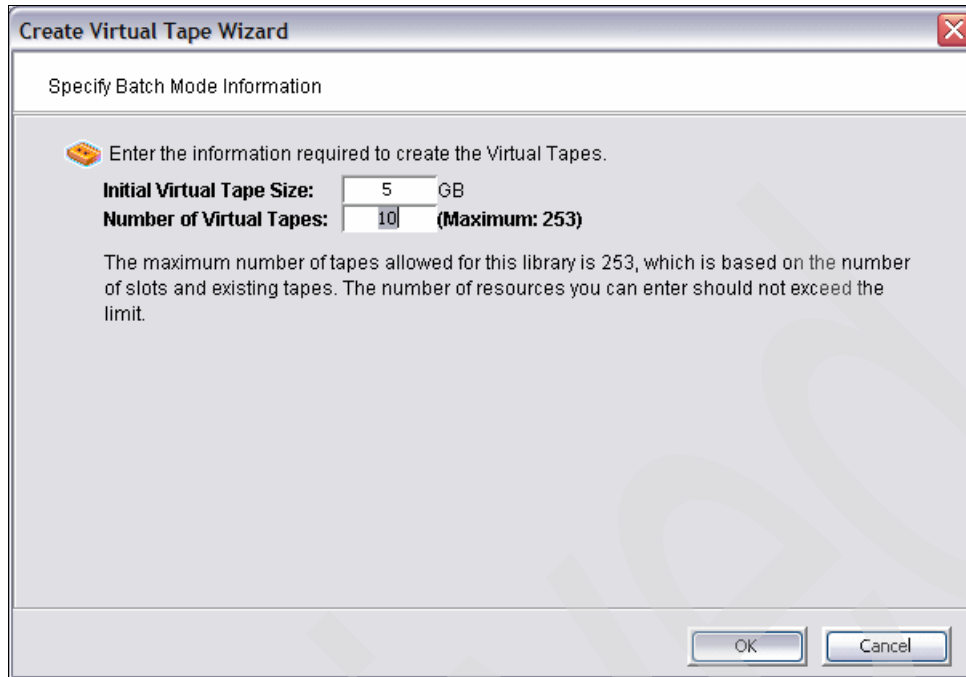 Create Virtual Tape Wizard
Specify Batch Mode Information
Enter the information required to create the Virtual Tapes.
Initial Virtual Tape Size: 5 GB
Number of Virtual Tapes: 10 (Maximum: 253)
The maximum number of tapes allowed for this library is 253, which is based on the number
of slots and existing tapes. The number of resources you can enter should not exceed the
limit.
OK Cancel